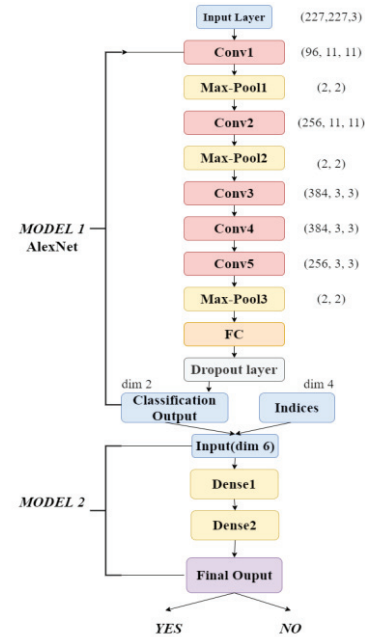 Input Layer (227,227,3)
Conv1 (96, 11, 11)
Max-Pool1 (2, 2)
Conv2 (256, 11, 11)
Max-Pool2 (2, 2)
Conv3 (384, 3, 3)
MODEL 1
AlexNet
Conv4 (384, 3, 3)
Conv5 (256, 3, 3)
Max-Pool3 (2, 2)
FC
Dropout layer
dim 2 dim 4
Classification
Output
Indices
Input(dim 6)
Dense1
MODEL 2
Dense2
Final Ouput
YES NO